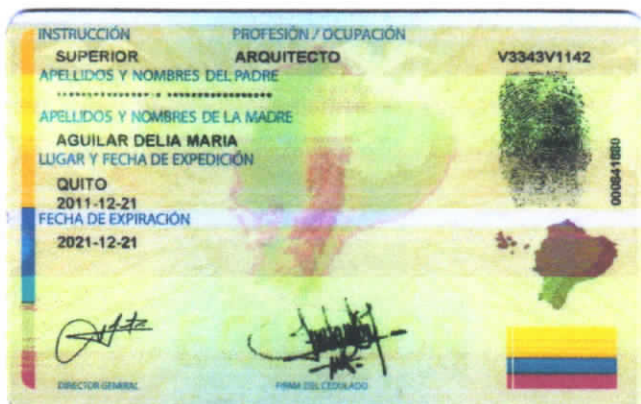 INSTRUCCIÓN PROFESIÓN / OCUPACIÓN
SUPERIOR ARQUITECTO V3343V1142
APELLIDOS Y NOMBRES DEL PADRE
APELLIDOS Y NOMBRES DE LA MADRE
AGUILAR DELIA MARIA
LUGAR Y FECHA DE EXPEDICIÓN
QUITO
2011-12-21
FECHA DE EXPIRACIÓN
2021-12-21
DIRECTOR GENERAL FIRMA DEL CEDULADO